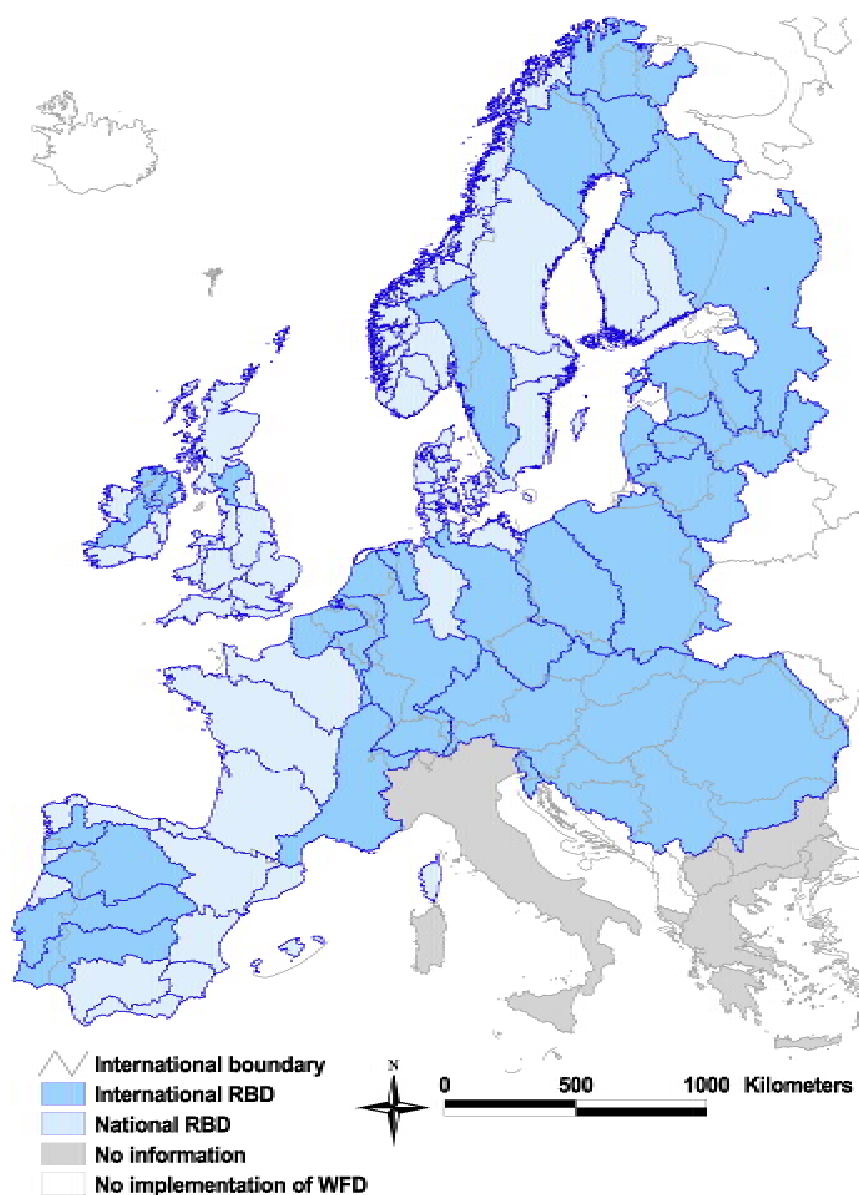 International boundary
International RBD
National RBD
No information
No implementation of WFD
N
0 500 1000 Kilometers